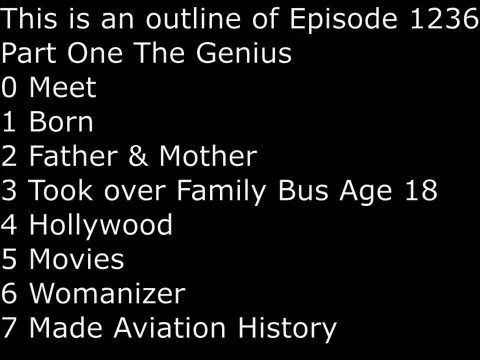 This is an outline of Episode 1236
Part One The Genius
0 Meet
1 Born
2 Father & Mother
3 Took over Family Bus Age 18
4 Hollywood
5 Movies
6 Womanizer
7 Made Aviation History